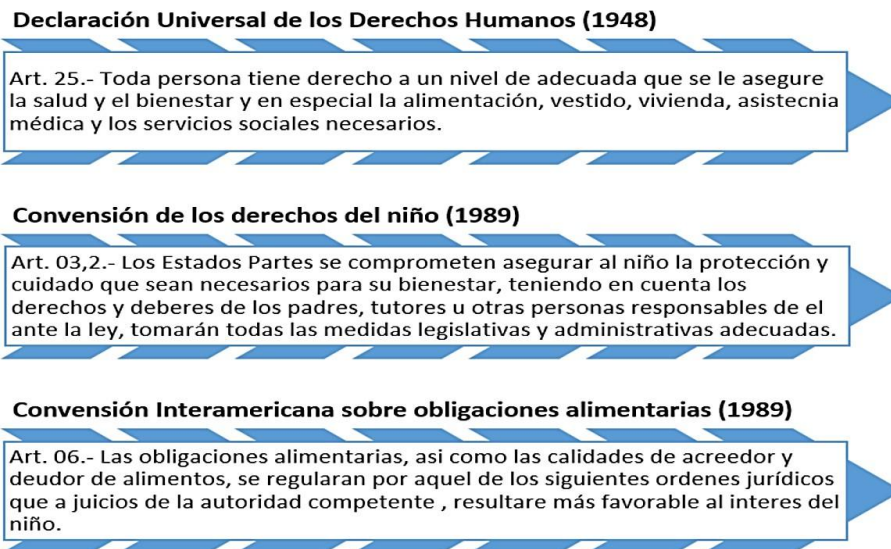 Declaración Universal de los Derechos Humanos (1948)
Art. 25.- Toda persona tiene derecho a un nivel de adecuada que se le asegure
la salud y el bienestar y en especial la alimentación, vestido, vivienda, asistecnia
médica y los servicios sociales necesarios.
Convensión de los derechos del niño (1989)
Art. 03,2.- Los Estados Partes se comprometen asegurar al niño la protección y
cuidado que sean necesarios para su bienestar, teniendo en cuenta los
derechos y deberes de los padres, tutores u otras personas responsables de el
ante la ley, tomarán todas las medidas legislativas y administrativas adecuadas.
Convensión Interamericana sobre obligaciones alimentarias (1989)
Art. 06.- Las obligaciones alimentarias, asi como las calidades de acreedor y
deudor de alimentos, se regularan por aquel de los siguientes ordenes jurídicos
que a juicios de la autoridad competente , resultare más favorable al interes del
niño.